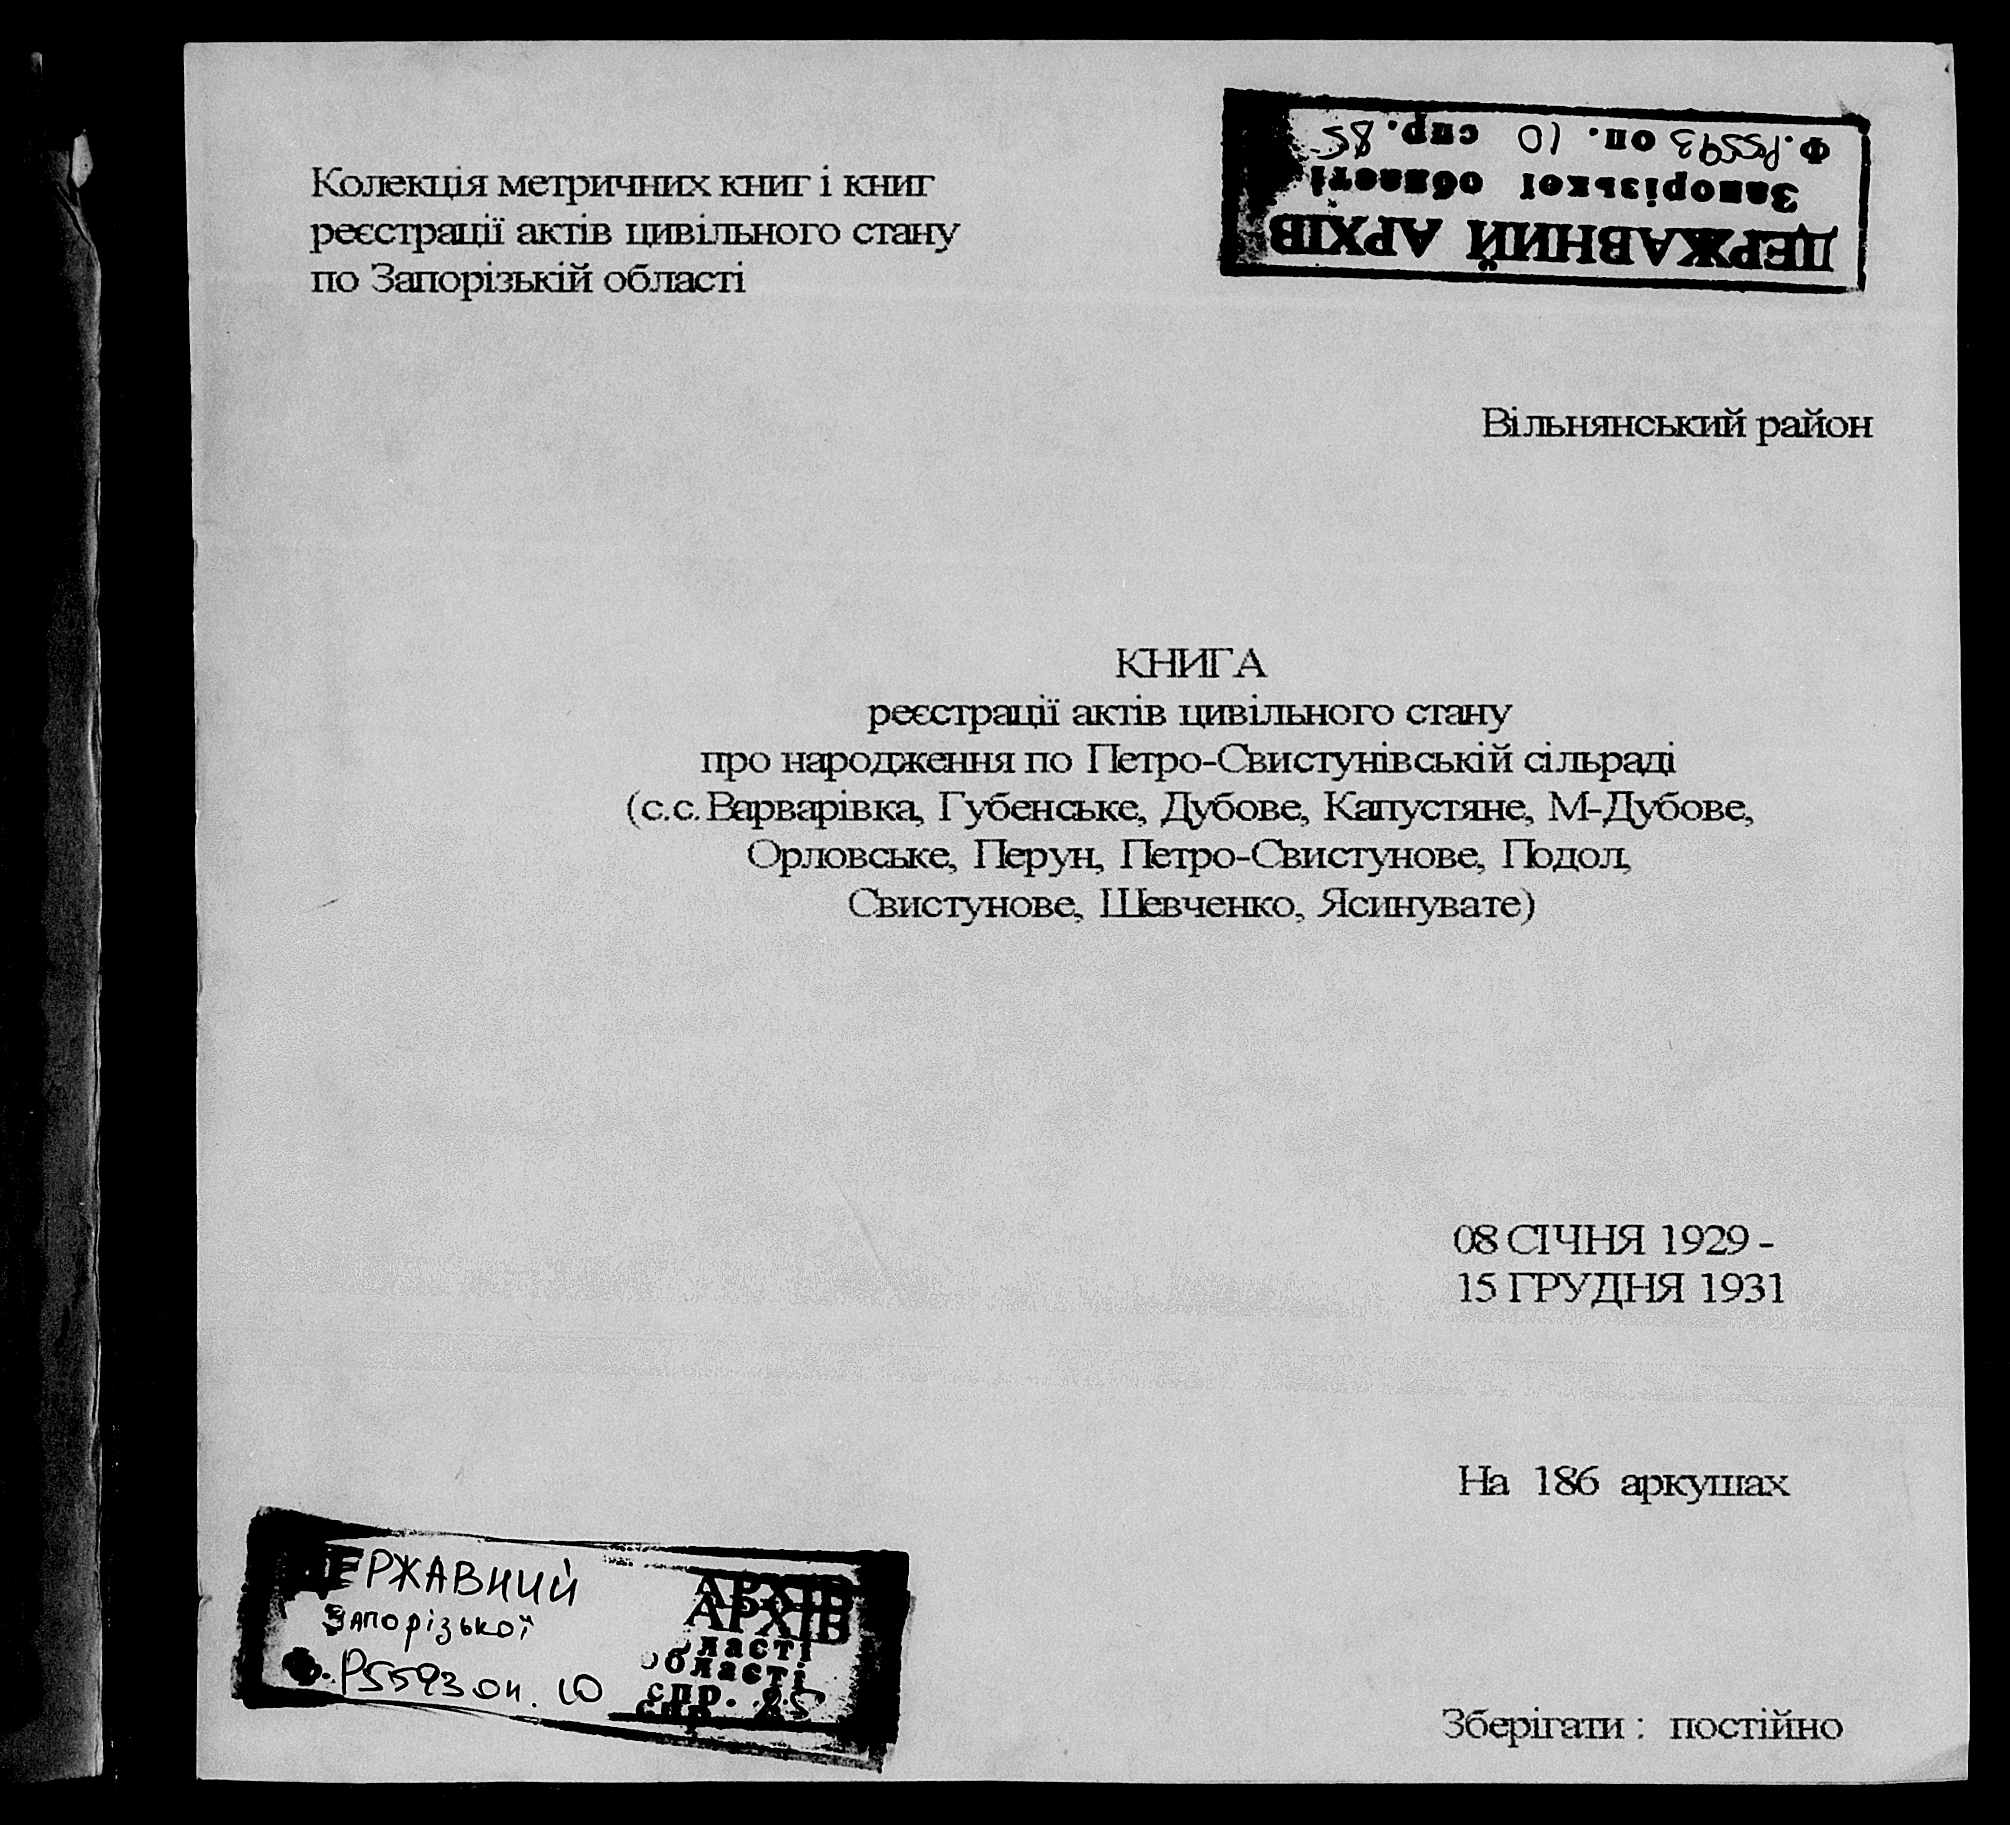 Колекція метричних книг і книг
реєстрації актів цивільного стану
по Запорізькій області
ДЕРЖАВНИЙ АРХІВ
Запорізької області
Ф. Р5593 оп. 10 спр. 85
Вільнянський район
КНИГА
реєстрації актів цивільного стану
про народження по Петро-Свистунівській сільраді
(с.с. Варварівка, Губенське, Дубове, Капустяне, М-Дубове,
Орловське, Перун, Петро-Свистунове, Подол,
Свистунове, Шевченко, Ясинувате)
08 СІЧНЯ 1929 -
15 ГРУДНЯ 1931
На 186 аркушах
ДЕРЖАВНИЙ АРХІВ
Запорізької області
Ф. Р5593 оп. 10 спр. 85
Зберігати : постійно